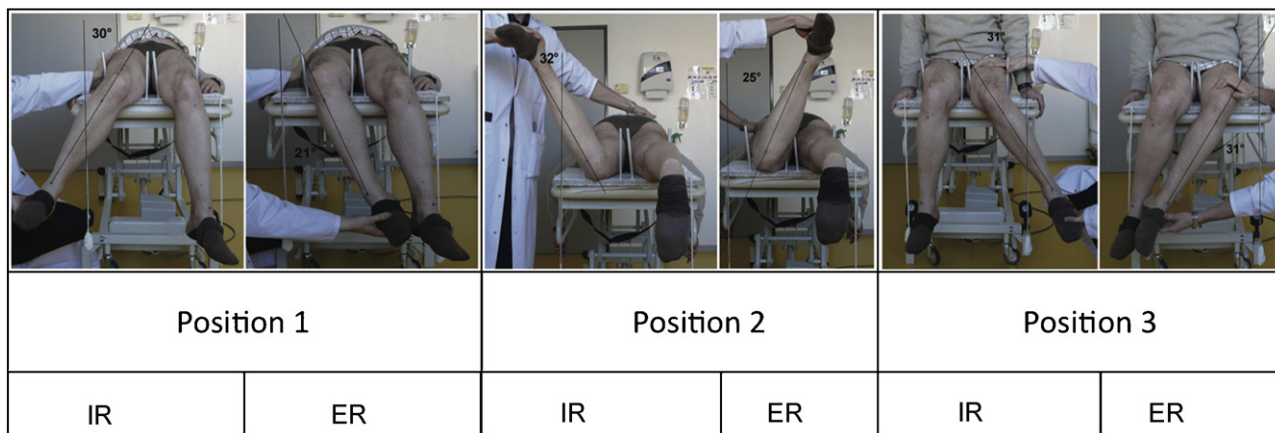 30° 21° 32° 25° 31° 31°
Position 1 Position 2 Position 3
IR ER IR ER IR ER